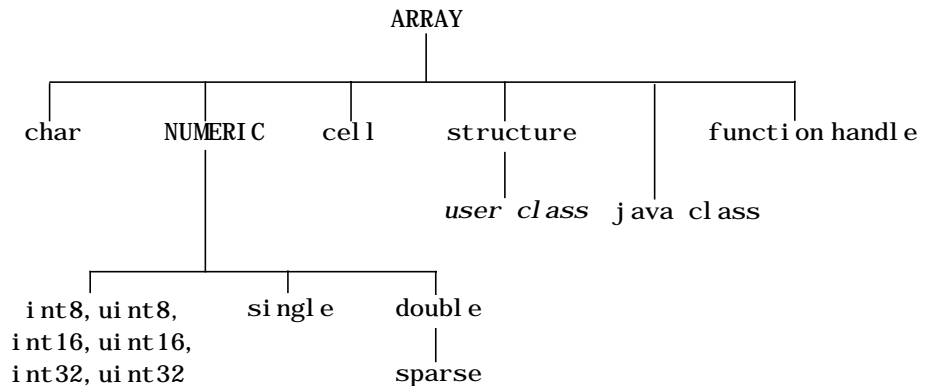 ARRAY
char NUMERIC cell structure function handle
user class java class
int8, uint8, single double
int16, uint16,
int32, uint32 sparse